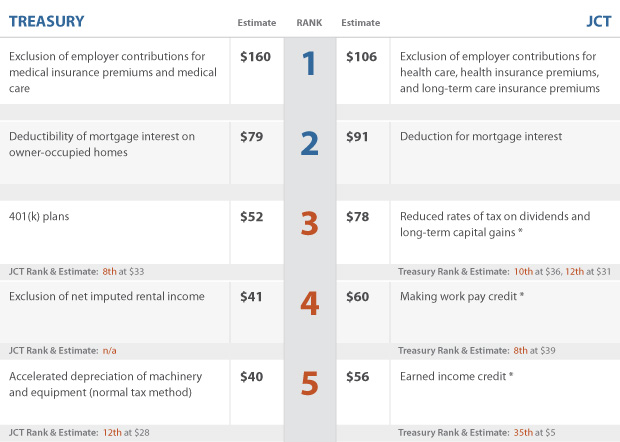 TREASURY Estimate RANK Estimate JCT
Exclusion of employer contributions for
medical insurance premiums and medical
care
$160
1
$106
Exclusion of employer contributions for
health care, health insurance premiums,
and long-term care insurance premiums
Deductibility of mortgage interest on
owner-occupied homes
$79
2
$91
Deduction for mortgage interest
401(k) plans
$52
3
$78
Reduced rates of tax on dividends and
long-term capital gains *
JCT Rank & Estimate: 8th at $33
Treasury Rank & Estimate: 10th at $36, 12th at $31
Exclusion of net imputed rental income
$41
4
$60
Making work pay credit *
JCT Rank & Estimate: n/a
Treasury Rank & Estimate: 8th at $39
Accelerated depreciation of machinery
and equipment (normal tax method)
$40
5
$56
Earned income credit *
JCT Rank & Estimate: 12th at $28
Treasury Rank & Estimate: 35th at $5